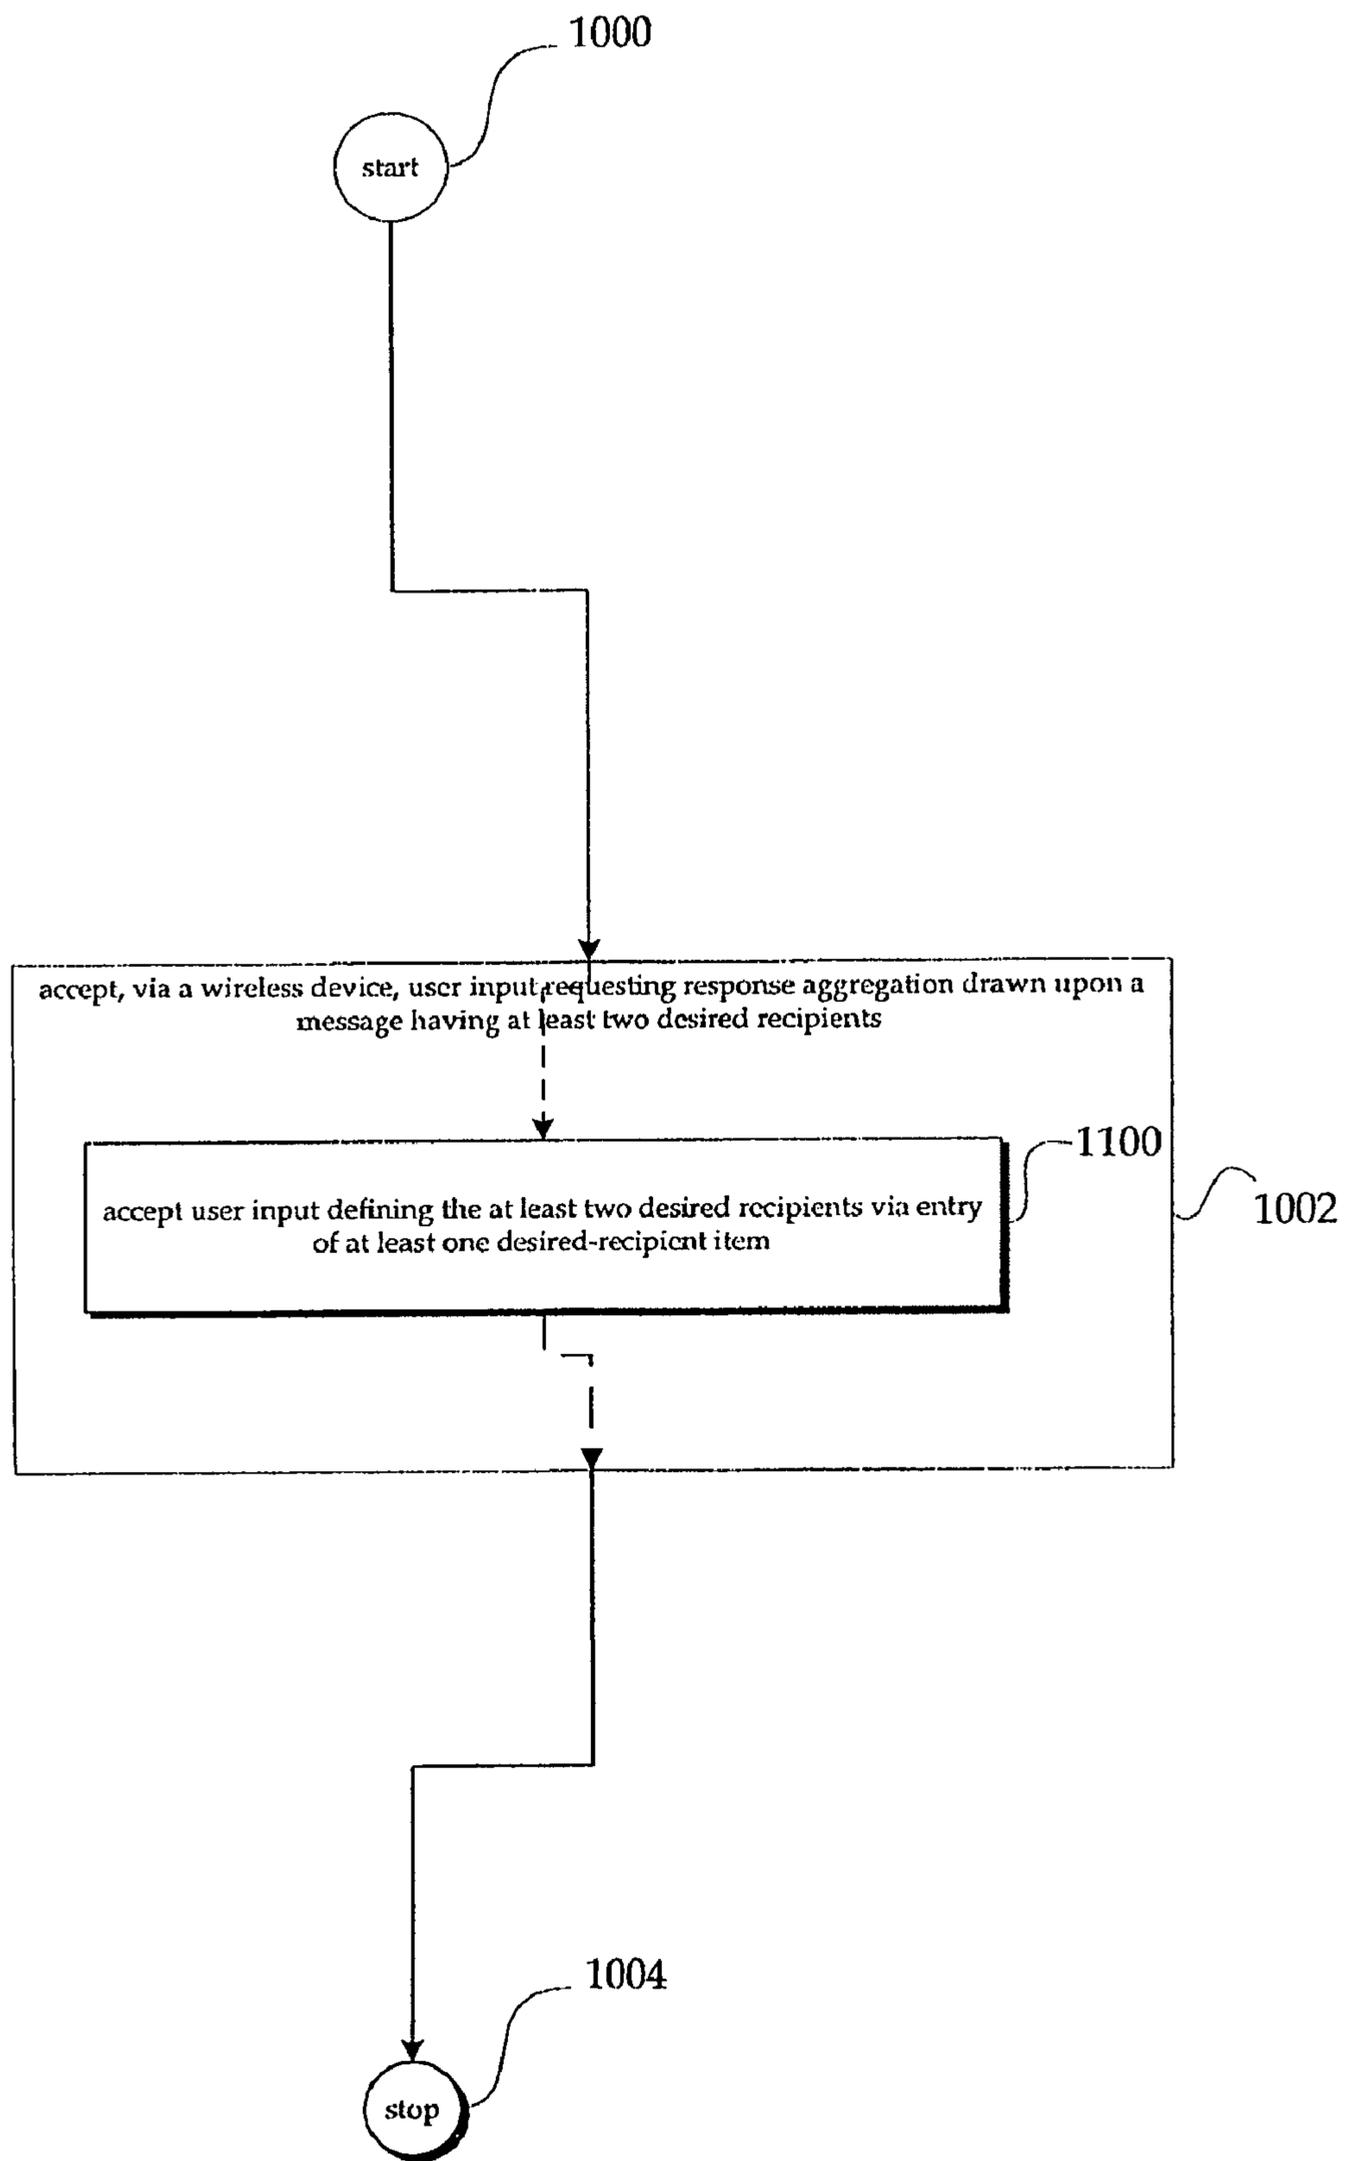 1000
start
accept, via a wireless device, user input requesting response aggregation drawn upon a
message having at least two desired recipients
1100
accept user input defining the at least two desired recipients via entry
of at least one desired-recipient item
1002
1004
stop